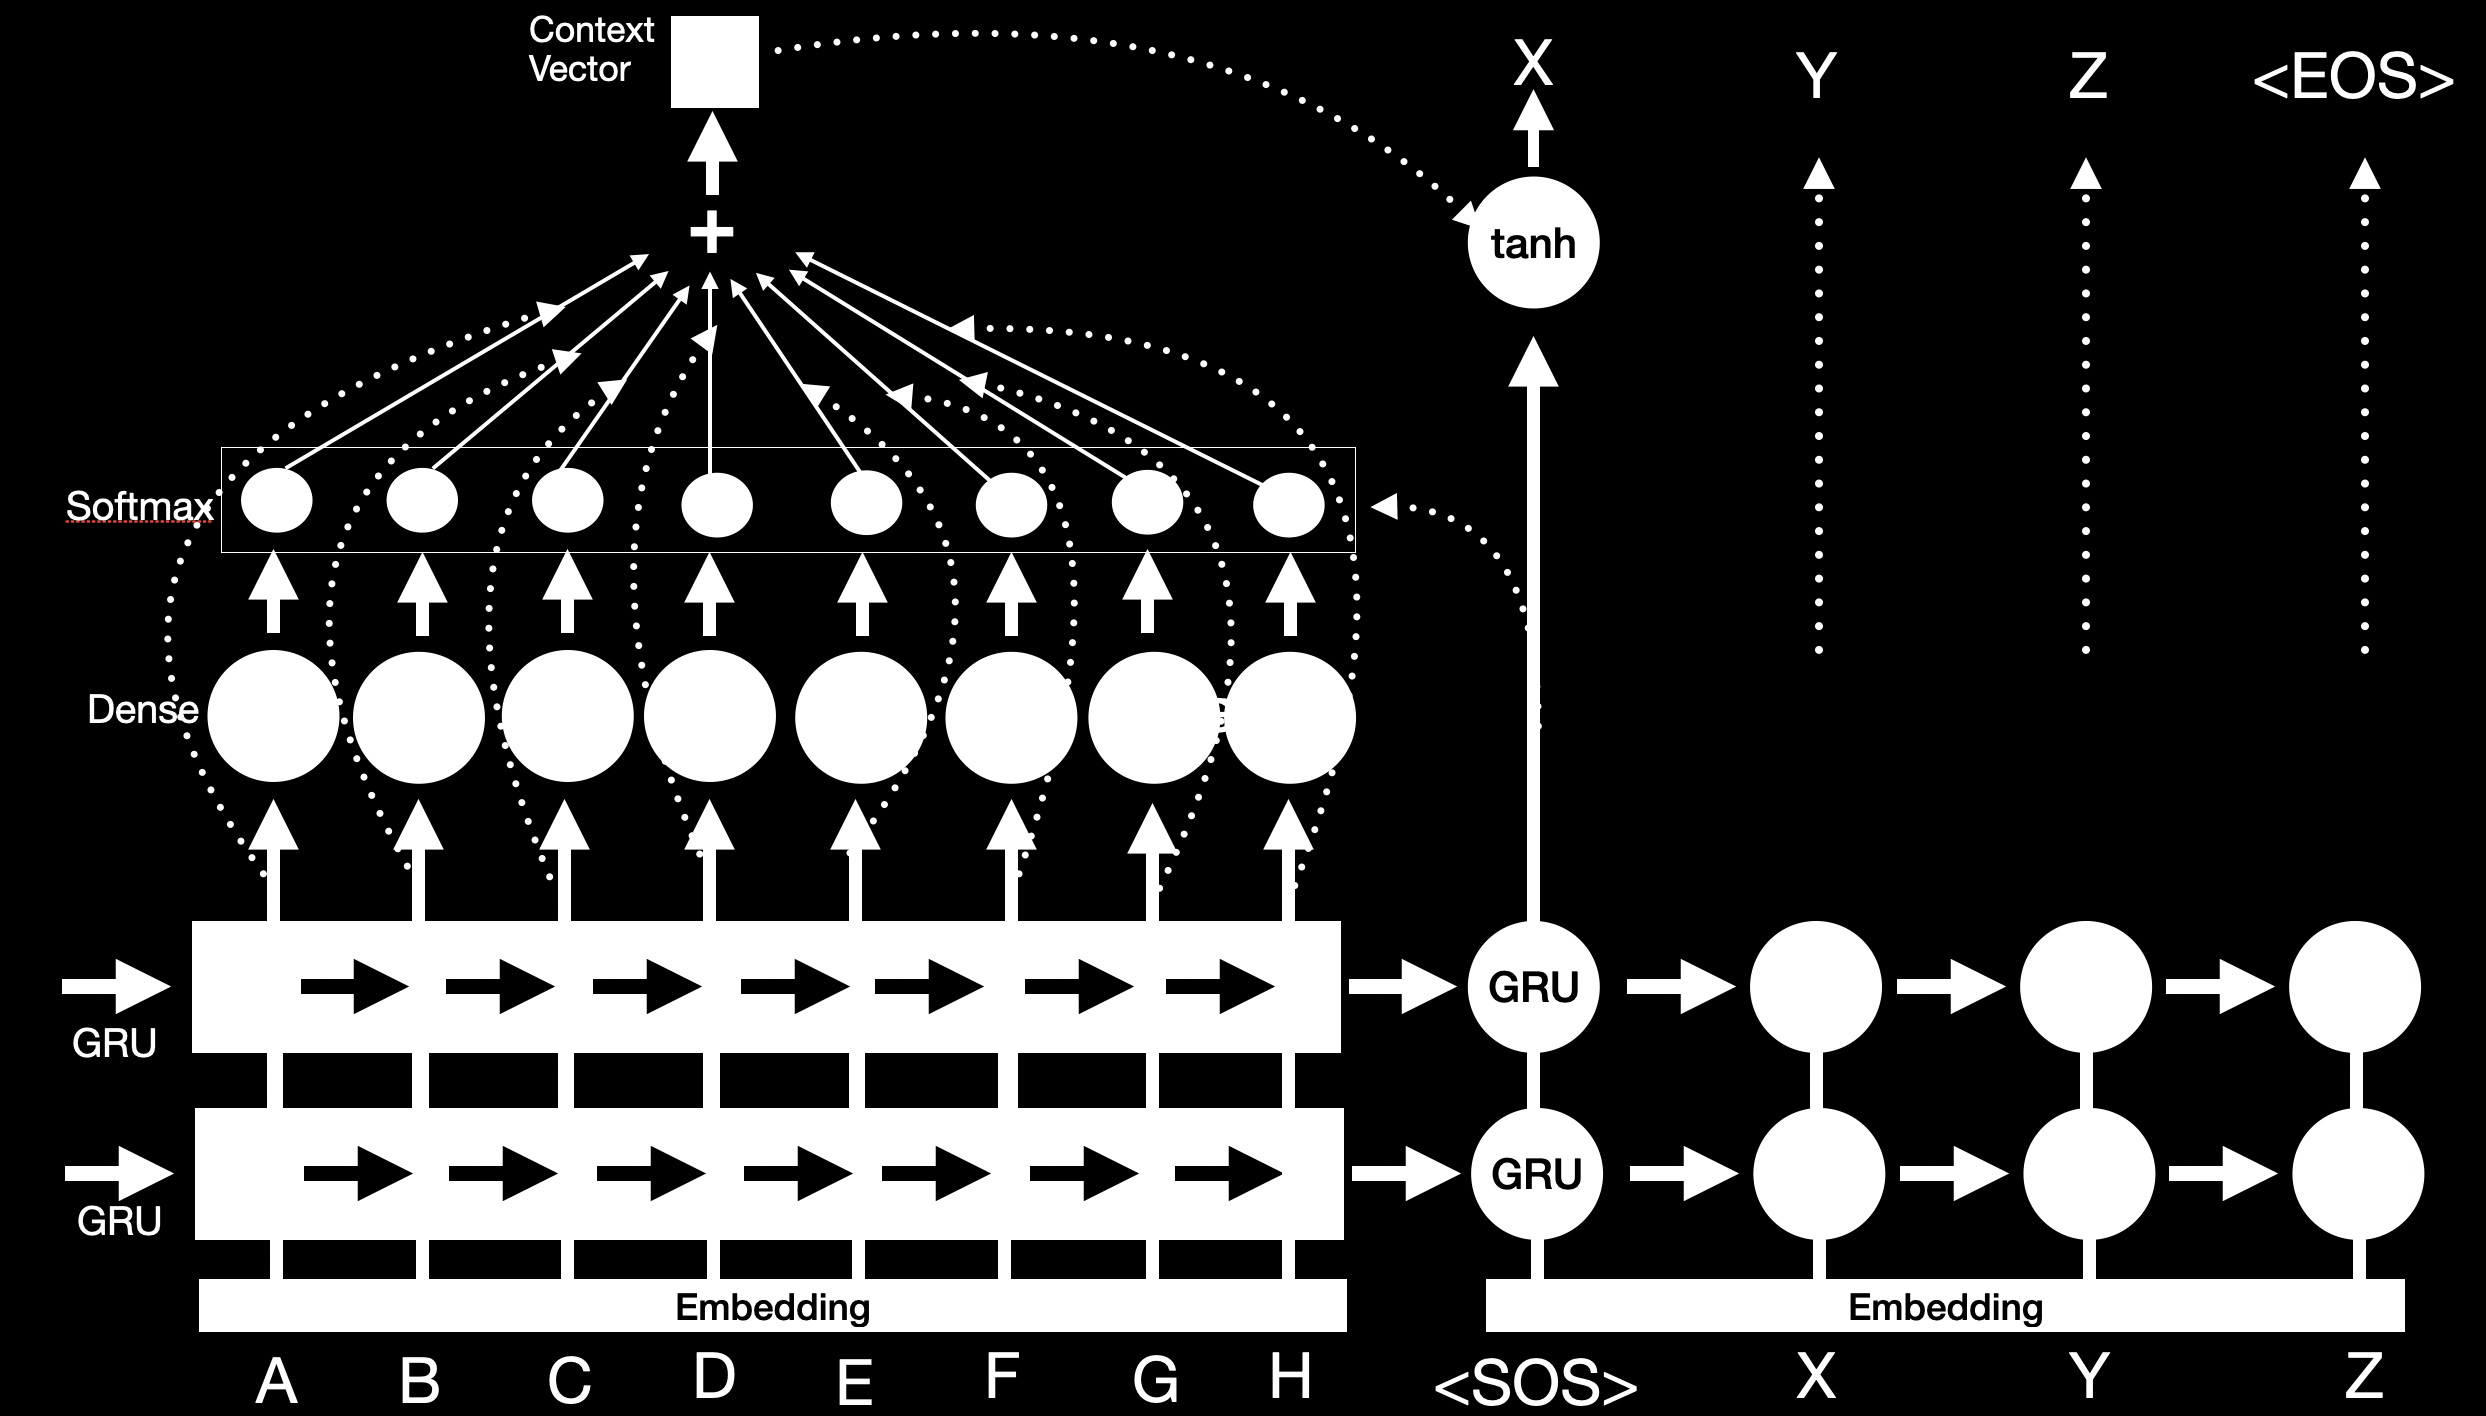 Context
Vector
X
Y
Z
<EOS>
tanh
Softmax
Dense
GRU
GRU
GRU
GRU
Embedding
Embedding
A
B
C
D
E
F
G
H
<SOS>
X
Y
Z